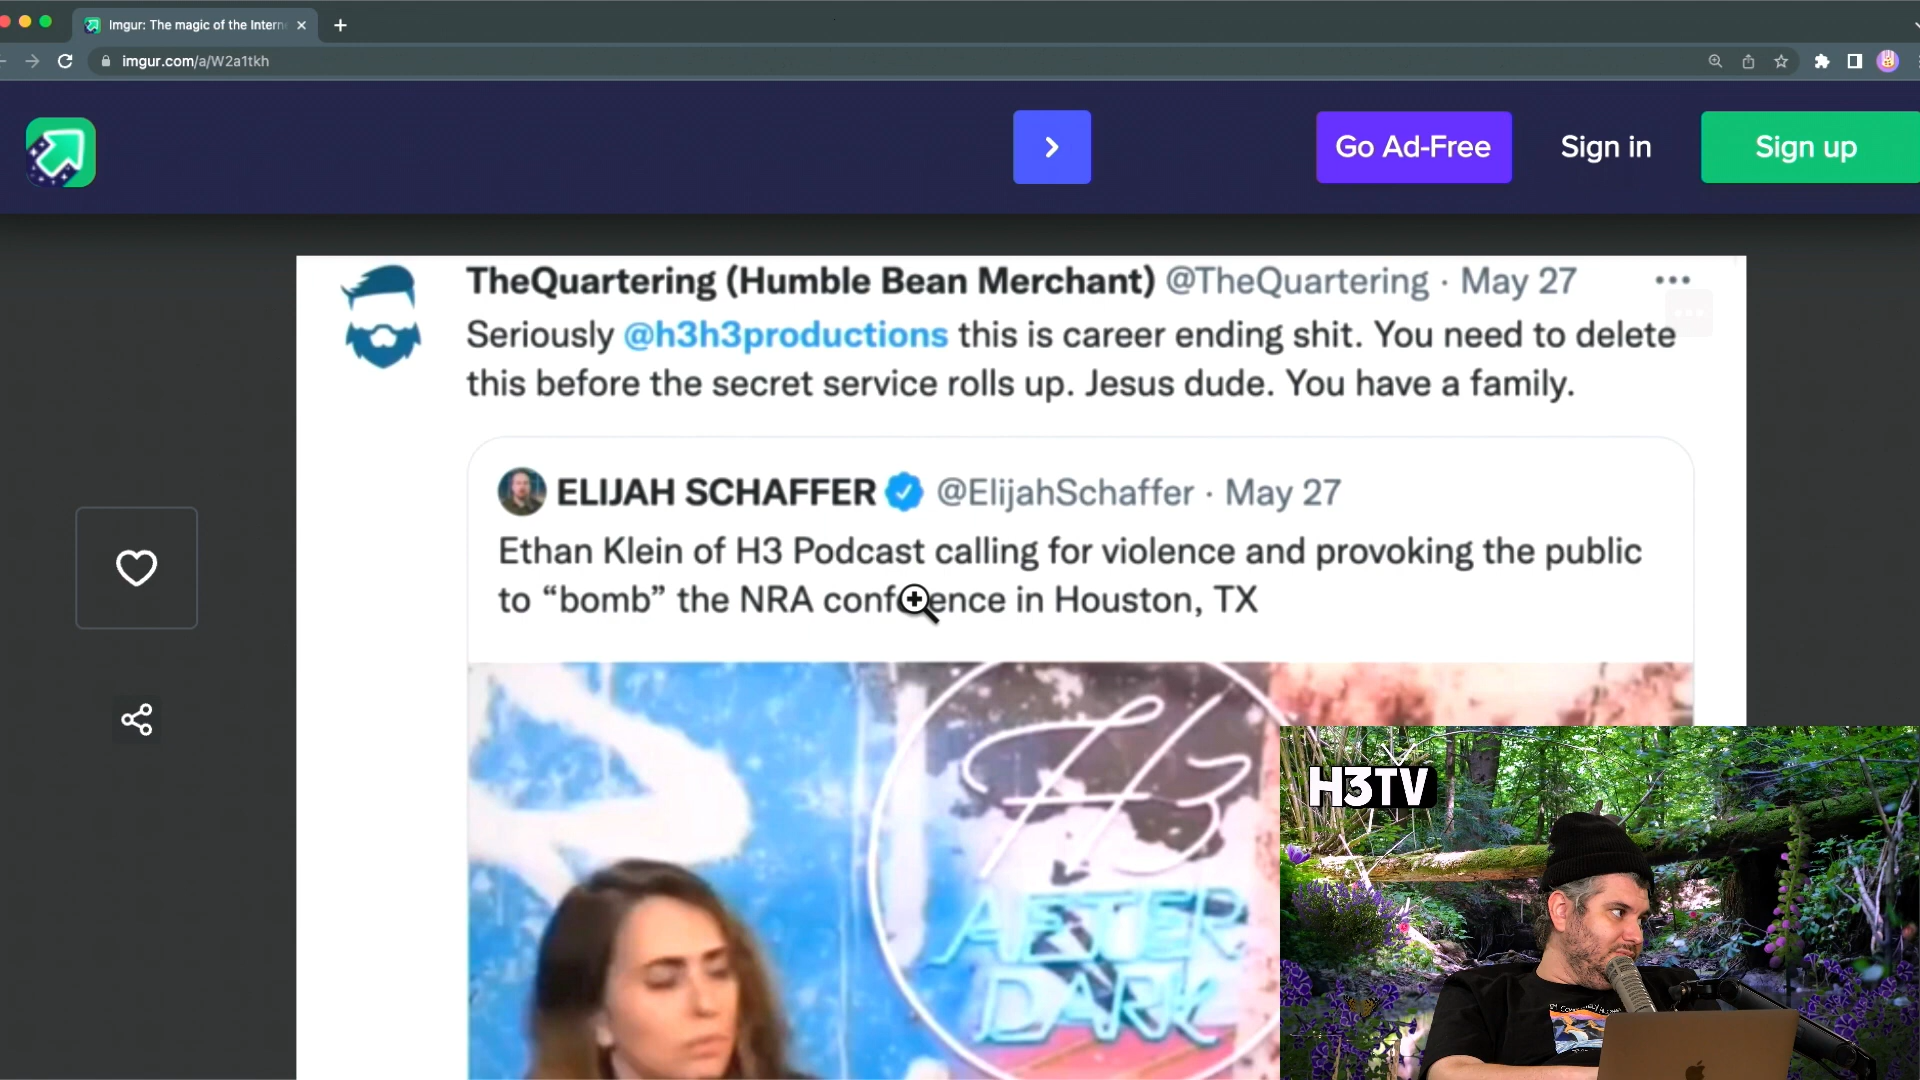 Imgur: The magic of the Intern
imgur.com/a/W2a1tkh
Go Ad-Free
Sign in
Sign up
TheQuartering (Humble Bean Merchant) @TheQuartering · May 27
Seriously @h3h3productions this is career ending shit. You need to delete
this before the secret service rolls up. Jesus dude. You have a family.
ELIJAH SCHAFFER @ElijahSchaffer · May 27
Ethan Klein of H3 Podcast calling for violence and provoking the public
to “bomb” the NRA conference in Houston, TX
H3
AFTER
DARK
H3TV